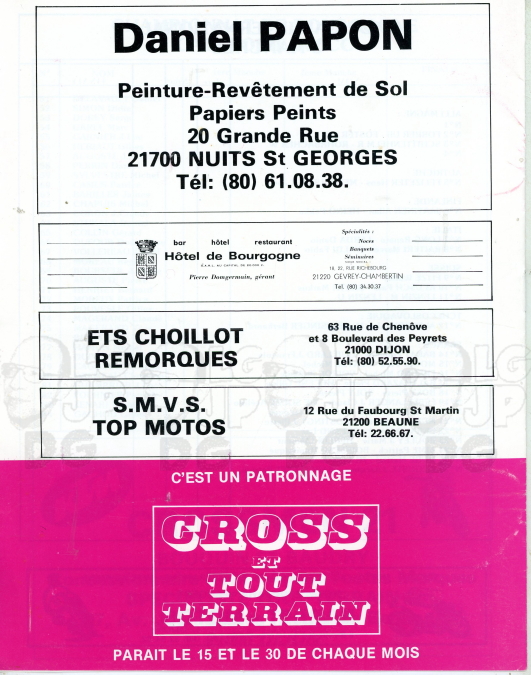 Daniel PAPON
Peinture-Revêtement de Sol
Papiers Peints
20 Grande Rue
21700 NUITS St GEORGES
Tél: (80) 61.08.38.
bar hôtel restaurant
Hôtel de Bourgogne
Pierre Dangermain, gérant
Spécialités :
Noces
Banquets
Séminaires
18, 22, RUE RICHEBOURG
21220 GEVREY-CHAMBERTIN
Tél. (80) 34.30.37
ETS CHOILLOT
REMORQUES
63 Rue de Chenôve
et 8 Boulevard des Peyrets
21000 DIJON
Tél: (80) 52.55.90.
S.M.V.S.
TOP MOTOS
12 Rue du Faubourg St Martin
21200 BEAUNE
Tél: 22.66.67.
C'EST UN PATRONNAGE
CROSS
ET
TOUT
TERRAIN
PARAIT LE 15 ET LE 30 DE CHAQUE MOIS